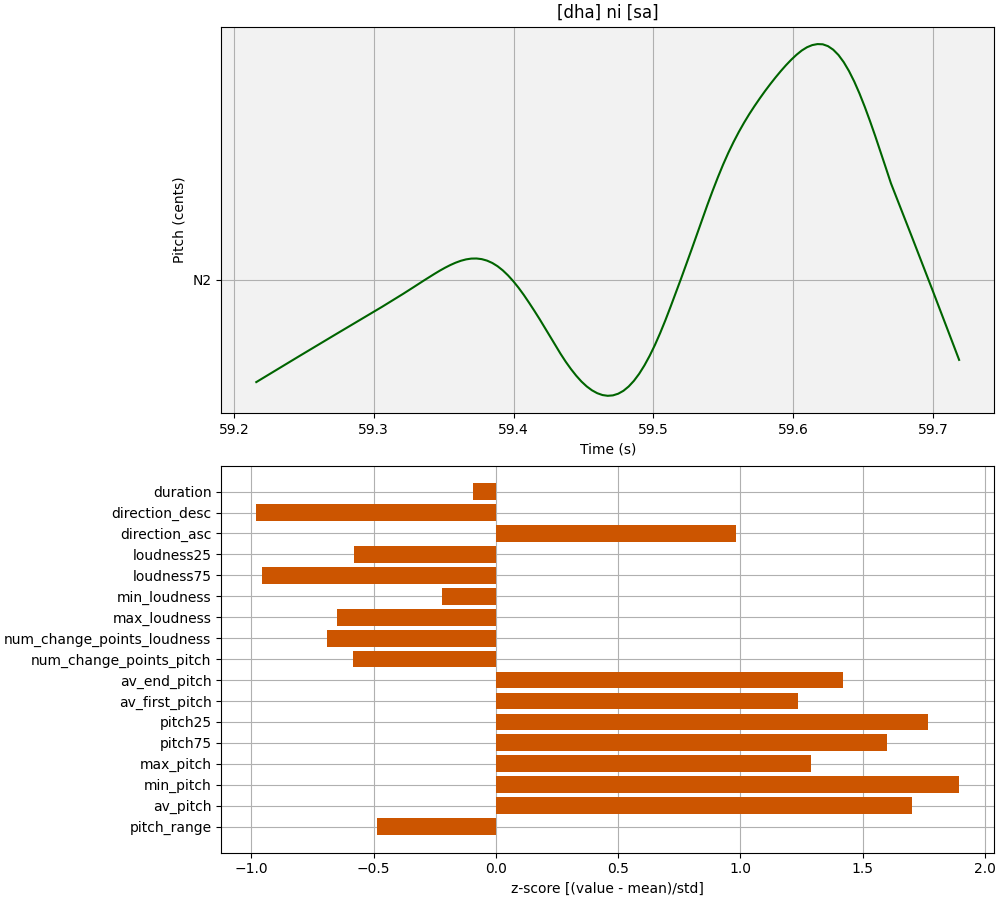 [dha] ni [sa]
Pitch (cents)
N2
59.2 59.3 59.4 59.5 59.6 59.7
Time (s)
duration
direction_desc
direction_asc
loudness25
loudness75
min_loudness
max_loudness
num_change_points_loudness
num_change_points_pitch
av_end_pitch
av_first_pitch
pitch25
pitch75
max_pitch
min_pitch
av_pitch
pitch_range
−1.0 −0.5 0.0 0.5 1.0 1.5 2.0
z-score [(value - mean)/std]